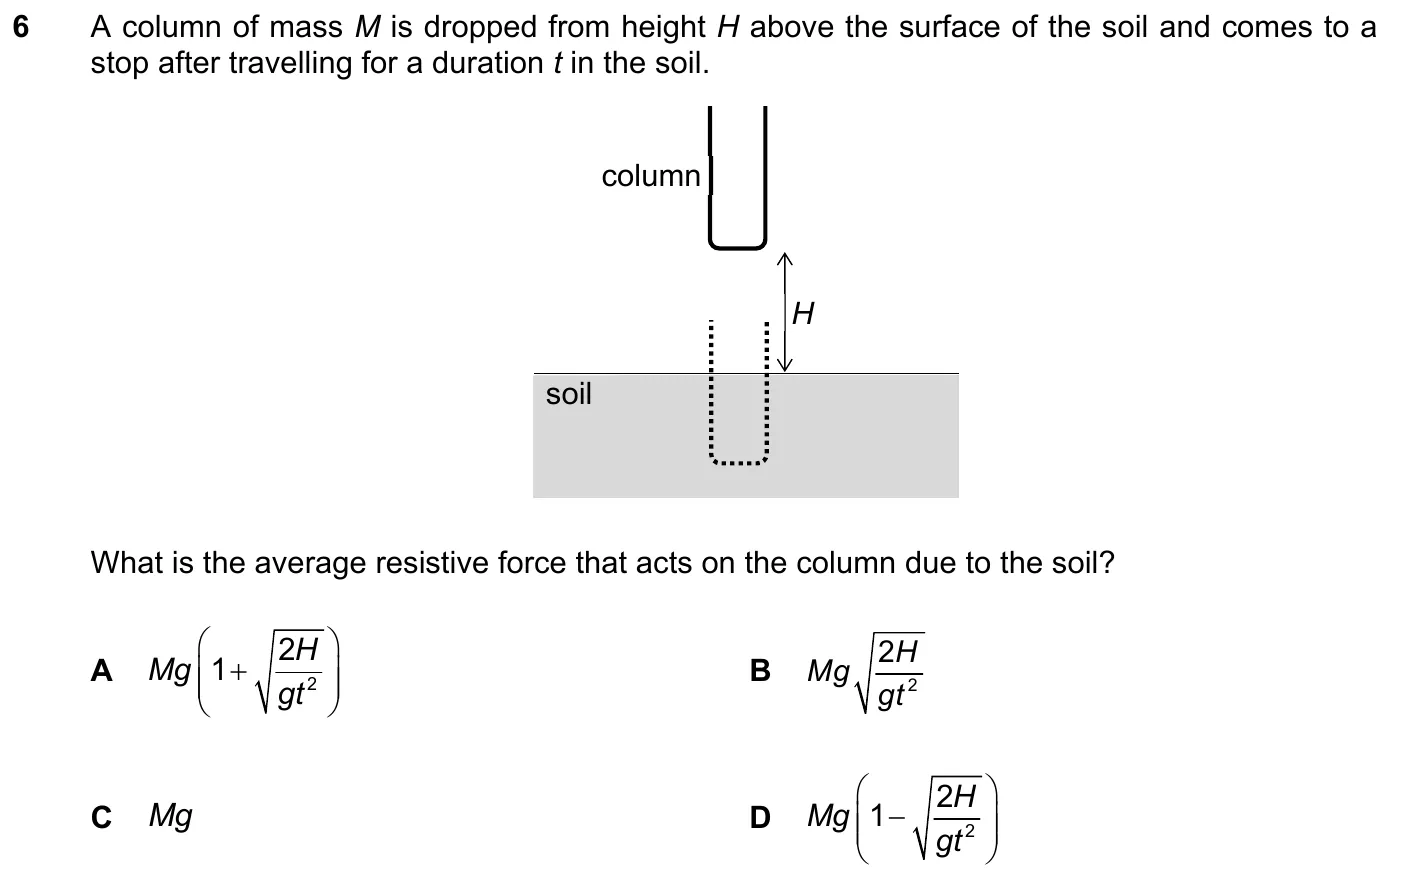 6 A column of mass M is dropped from height H above the surface of the soil and comes to a
stop after travelling for a duration t in the soil.
column
H
soil
What is the average resistive force that acts on the column due to the soil?
A Mg(1+√(2H/gt²)) B Mg√(2H/gt²)
C Mg D Mg(1−√(2H/gt²))